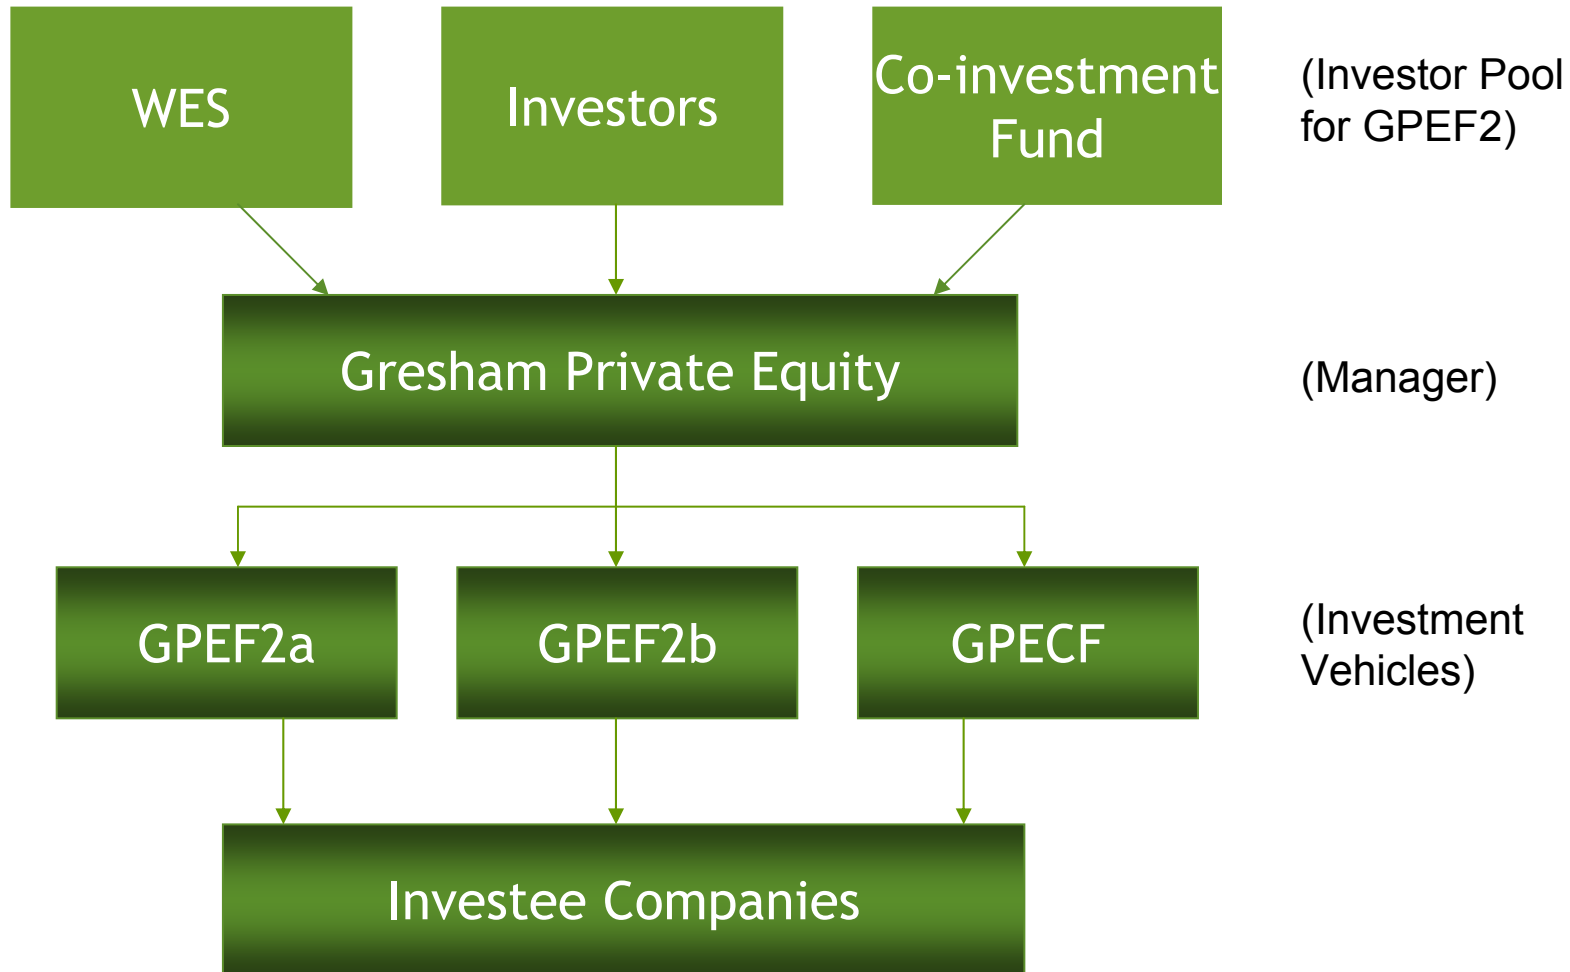 WES
Investors
Co-investment
Fund
(Investor Pool
for GPEF2)
Gresham Private Equity
(Manager)
GPEF2a
GPEF2b
GPECF
(Investment
Vehicles)
Investee Companies